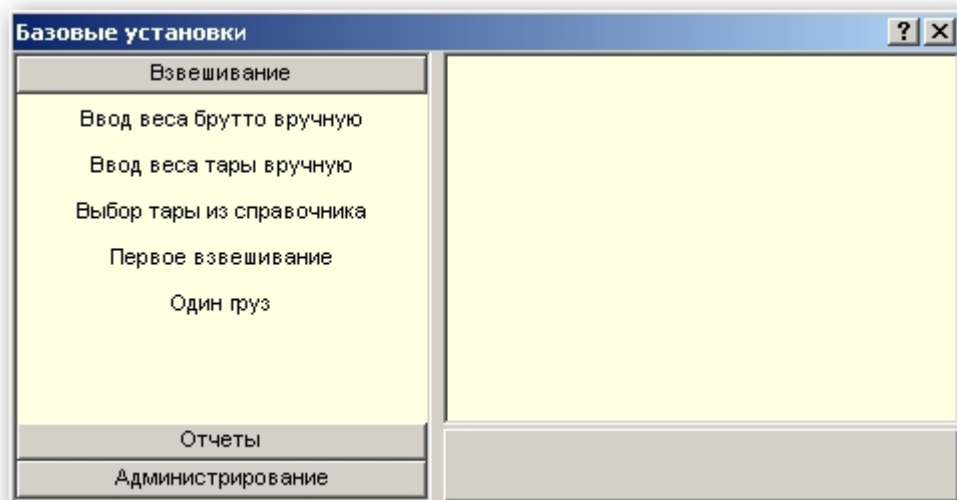 Базовые установки
Взвешивание
Ввод веса брутто вручную
Ввод веса тары вручную
Выбор тары из справочника
Первое взвешивание
Один груз
Отчеты
Администрирование